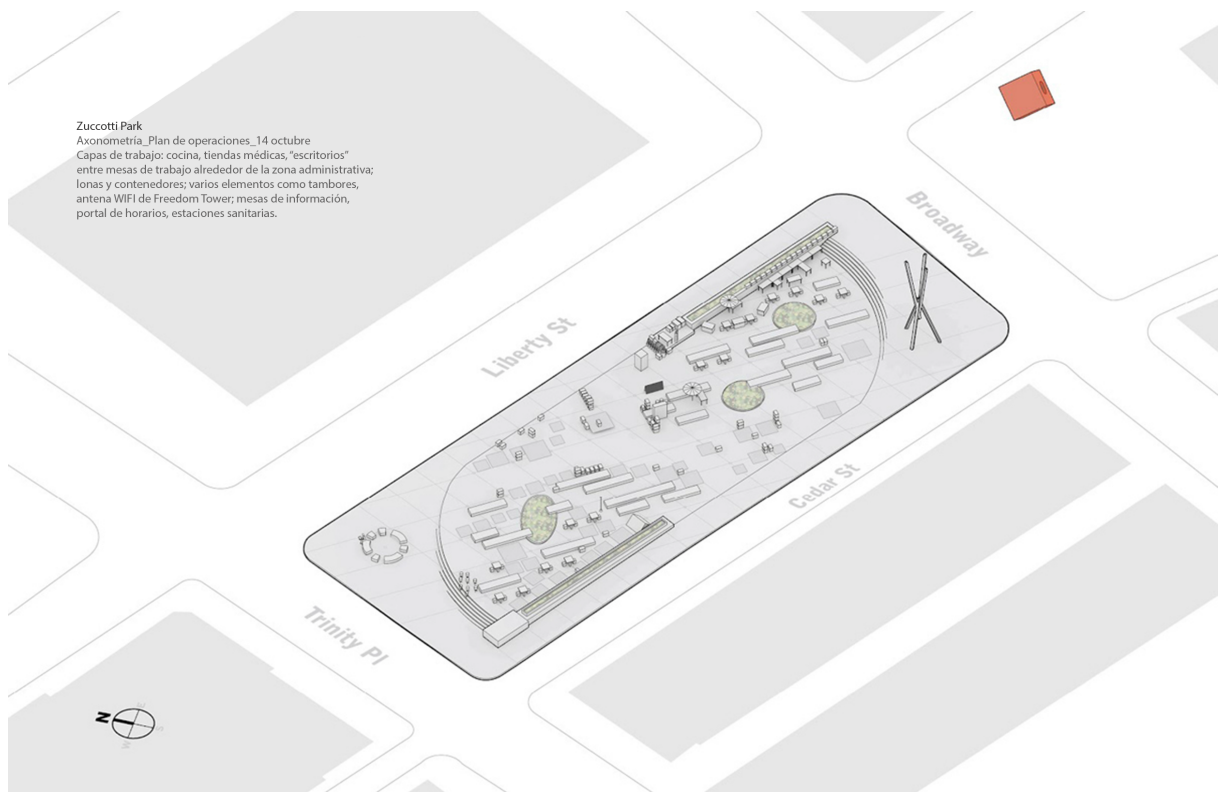 Zuccotti Park
Axonometría_Plan de operaciones_14 octubre
Capas de trabajo: cocina, tiendas médicas, “escritorios”
entre mesas de trabajo alrededor de la zona administrativa;
lonas y contenedores; varios elementos como tambores,
antena WIFI de Freedom Tower; mesas de información,
portal de horarios, estaciones sanitarias.
Broadway
Liberty St
Cedar St
Trinity Pl
N
E
S
W